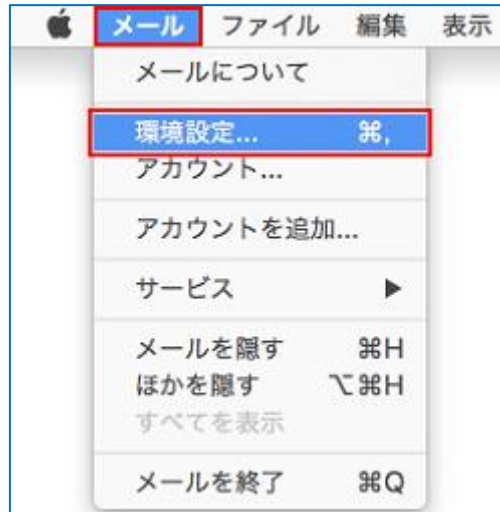 メール ファイル 編集 表示
メールについて
環境設定... ⌘,
アカウント...
アカウントを追加...
サービス ▶
メールを隠す ⌘H
ほかを隠す ⌥⌘H
すべてを表示
メールを終了 ⌘Q